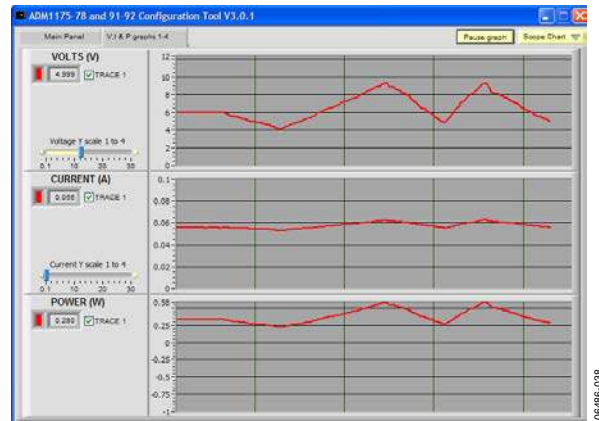 ADM1175-78 and 91-92 Configuration Tool V3.0.1
Main Panel V,I & P graphs 1-4 Pause graph Scope Chart
VOLTS (V)
4.999 TRACE 1
Voltage Y scale 1 to 4
0.1 10 20 30
12
10
8
6
4
2
0
CURRENT (A)
0.056 TRACE 1
Current Y scale 1 to 4
0.1 10 20 30
0.1
0.08
0.06
0.04
0.02
0
POWER (W)
0.280 TRACE 1
0.58
0.25
0
-0.25
-0.5
-0.75
-1
06486-038